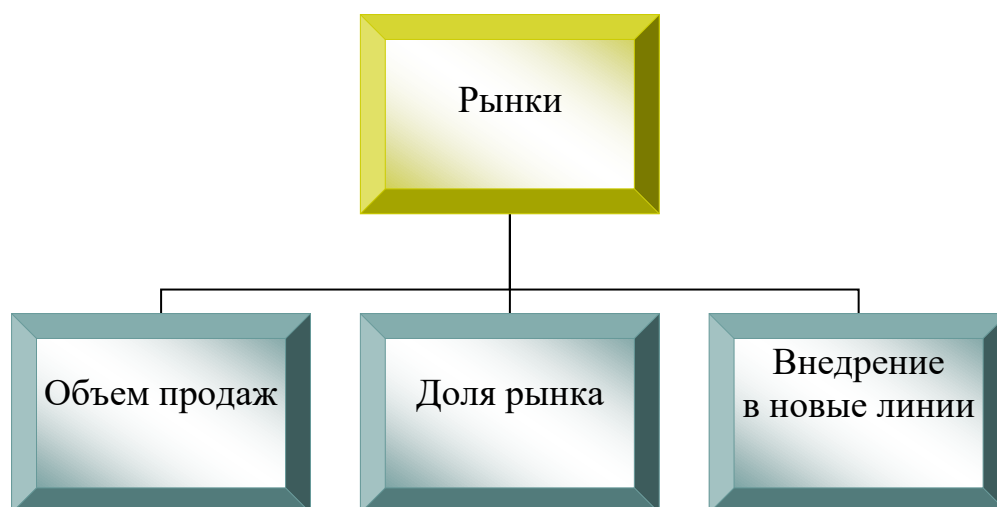 Рынки
Объем продаж
Доля рынка
Внедрение
в новые линии